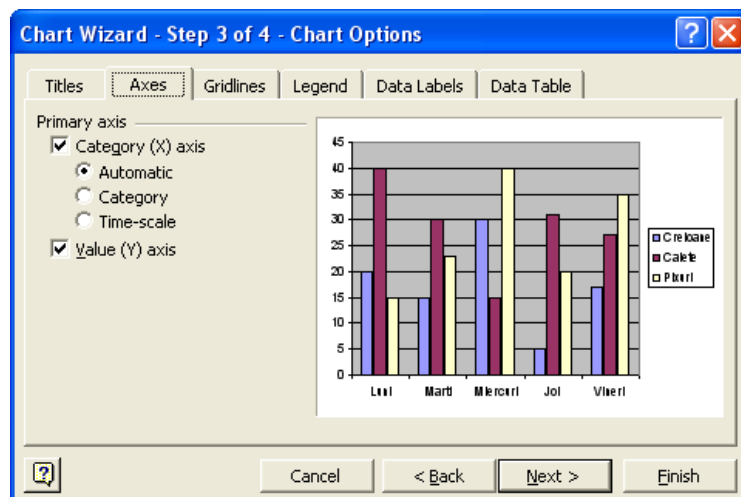 Chart Wizard - Step 3 of 4 - Chart Options
Titles Axes Gridlines Legend Data Labels Data Table
Primary axis
Category (X) axis
Automatic
Category
Time-scale
Value (Y) axis
45
40
35
30
25
20
15
10
5
0
Luni Marti Miercuri Joi Vineri
Creioane
Caiete
Pixuri
Cancel < Back Next > Finish